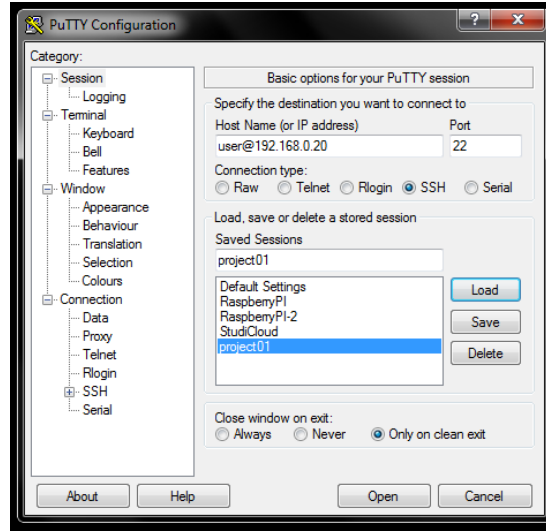 PuTTY Configuration
?
X
Category:
Session
Logging
Terminal
Keyboard
Bell
Features
Window
Appearance
Behaviour
Translation
Selection
Colours
Connection
Data
Proxy
Telnet
Rlogin
SSH
Serial
Basic options for your PuTTY session
Specify the destination you want to connect to
Host Name (or IP address) Port
user@192.168.0.20 22
Connection type:
Raw Telnet Rlogin SSH Serial
Load, save or delete a stored session
Saved Sessions
project01
Default Settings
RaspberryPI
RaspberryPI-2
StudiCloud
project01
Load
Save
Delete
Close window on exit:
Always Never Only on clean exit
About Help Open Cancel